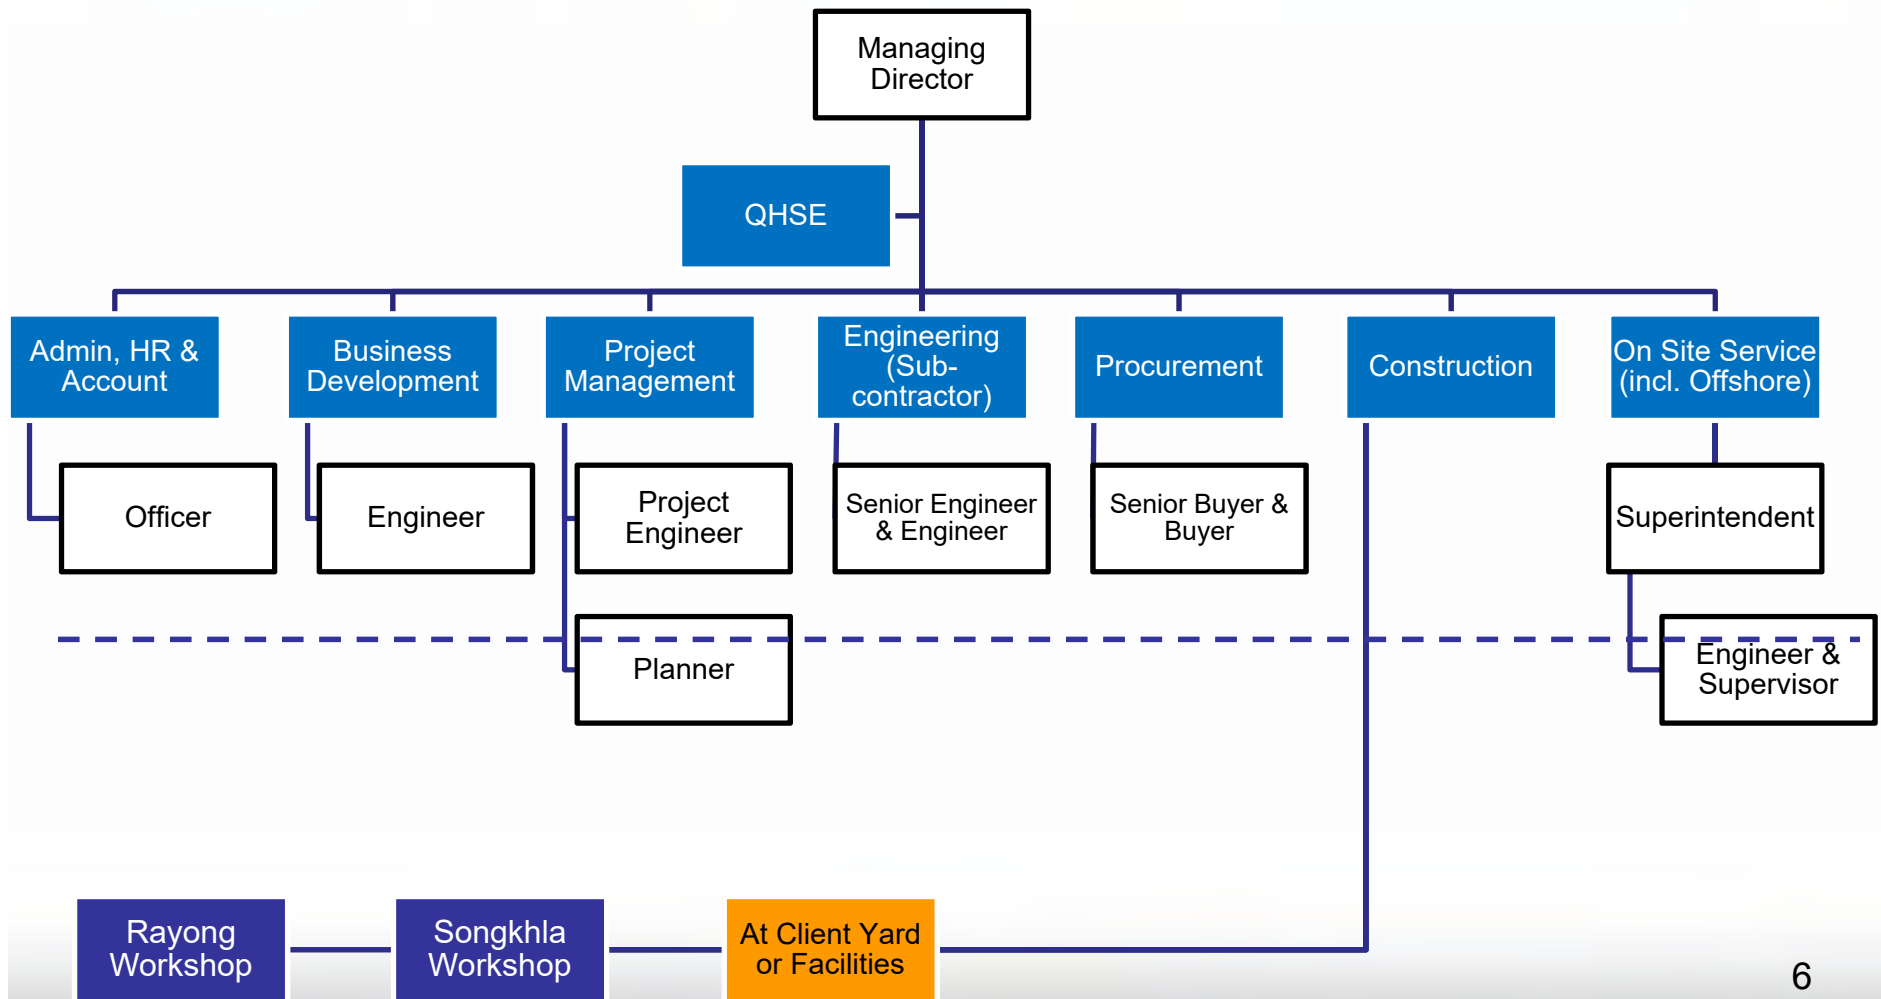 Managing
Director
QHSE
Admin, HR &
Account
Business
Development
Project
Management
Engineering
(Sub-
contractor)
Procurement
Construction
On Site Service
(incl. Offshore)
Officer
Engineer
Project
Engineer
Senior Engineer
& Engineer
Senior Buyer &
Buyer
Superintendent
Planner
Engineer &
Supervisor
Rayong
Workshop
Songkhla
Workshop
At Client Yard
or Facilities
6